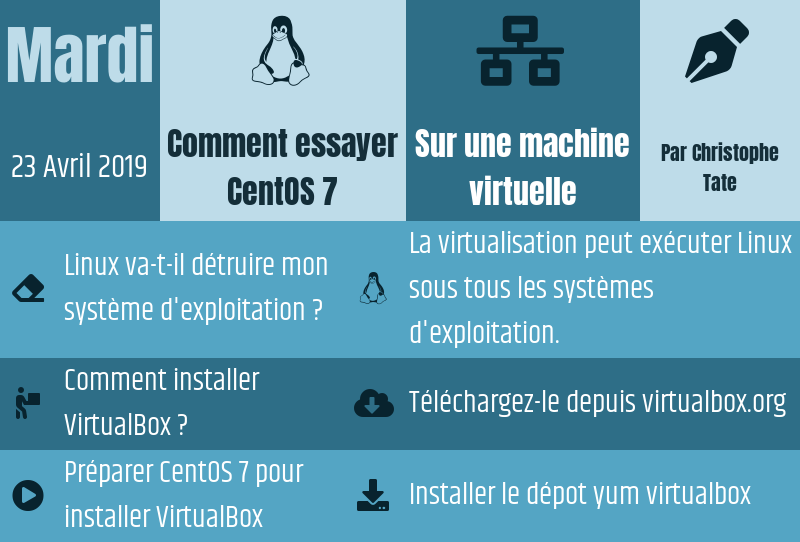 Mardi
23 Avril 2019
Comment essayer
CentOS 7
Sur une machine
virtuelle
Par Christophe
Tate
Linux va-t-il détruire mon
système d'exploitation ?
La virtualisation peut exécuter Linux
sous tous les systèmes
d'exploitation.
Comment installer
VirtualBox ?
Téléchargez-le depuis virtualbox.org
Préparer CentOS 7 pour
installer VirtualBox
Installer le dépot yum virtualbox